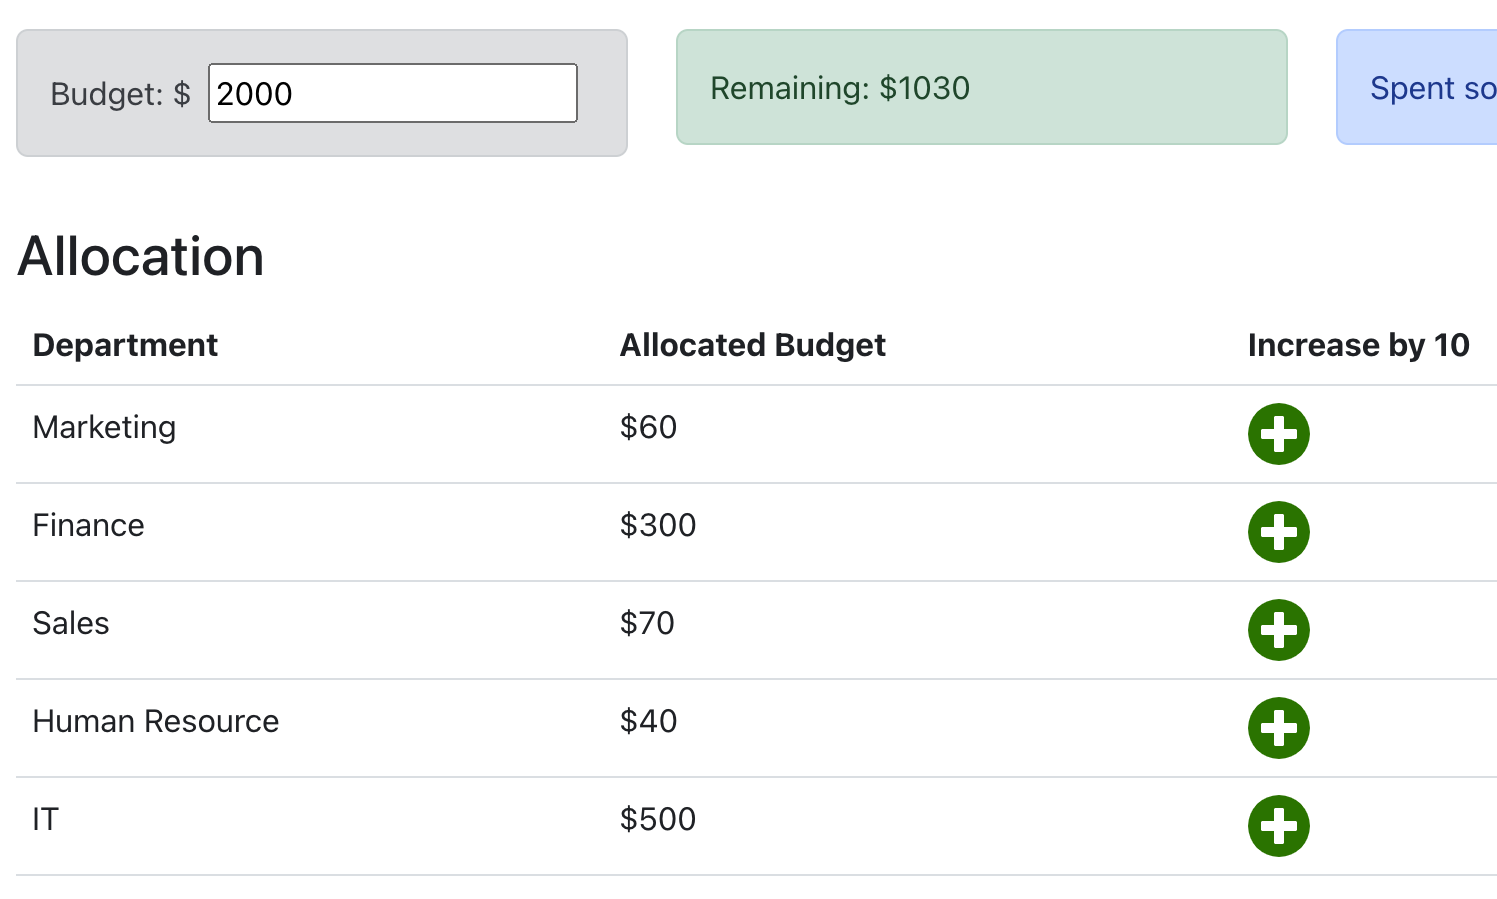 Budget: $ 2000
Remaining: $1030
Spent so
Allocation
Department Allocated Budget Increase by 10
Marketing $60
Finance $300
Sales $70
Human Resource $40
IT $500